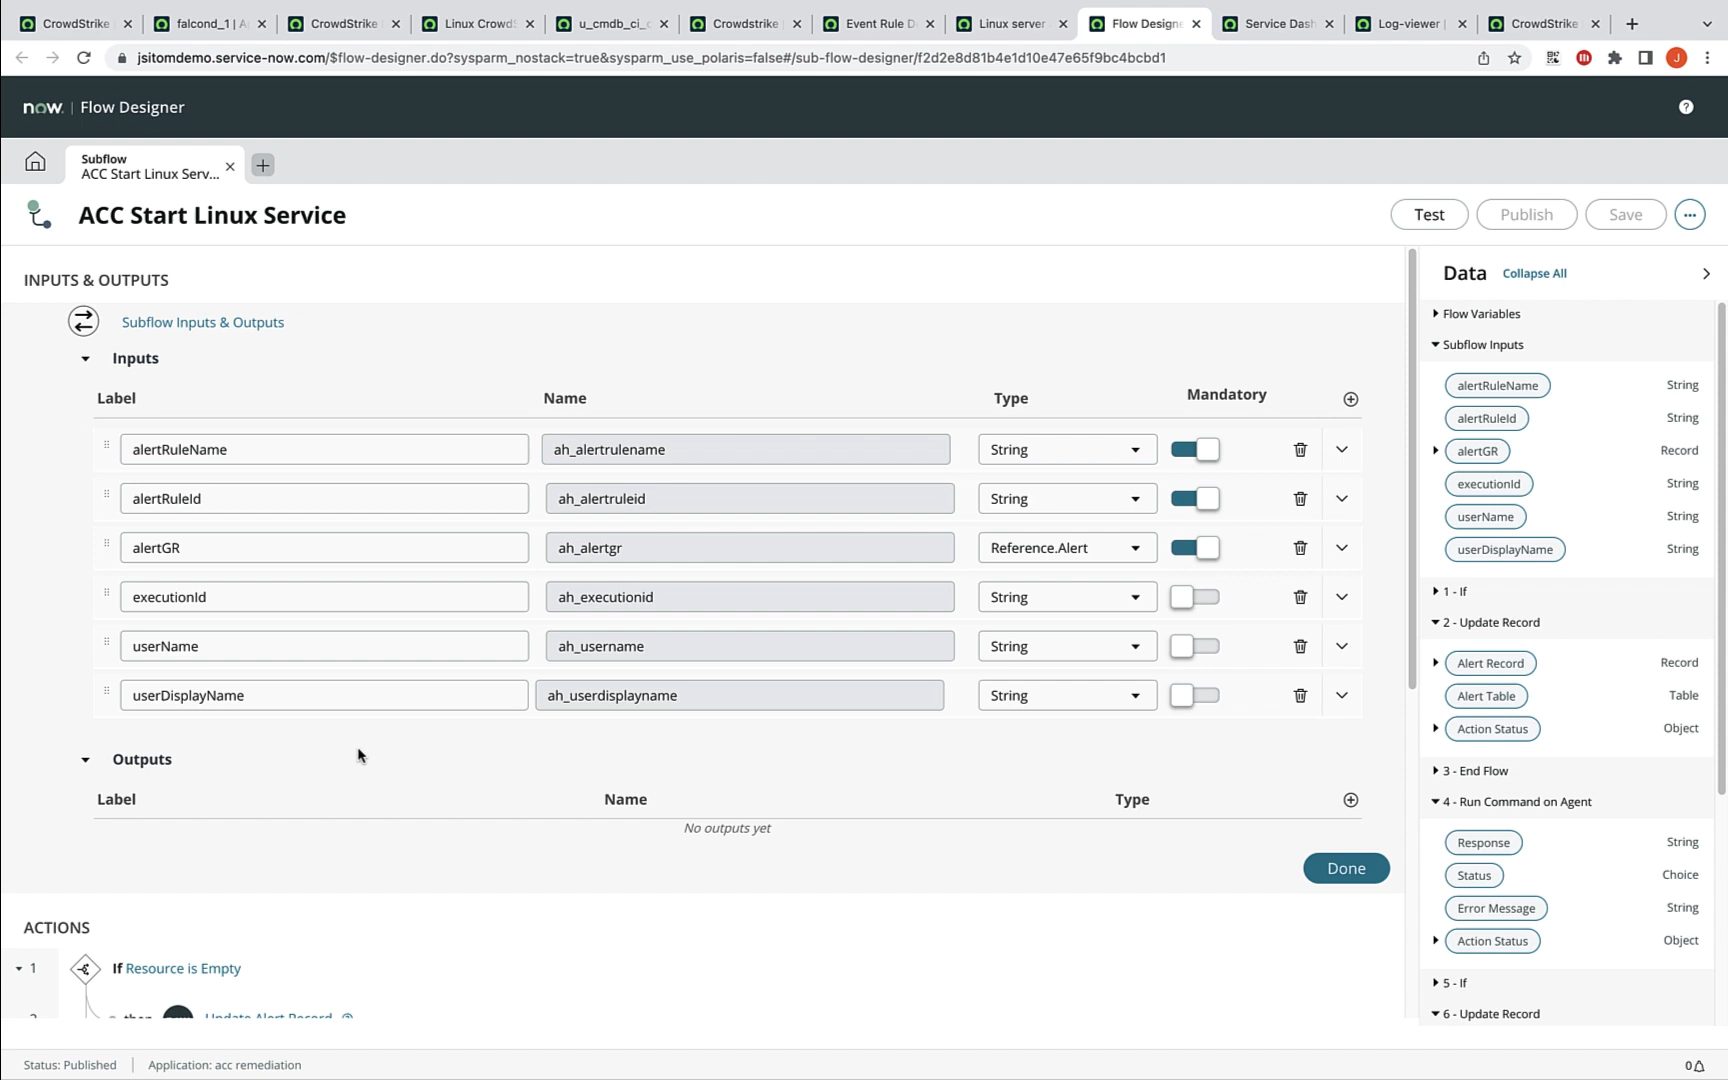 CrowdStrike
falcond_1 | A
CrowdStrike
Linux CrowdS
u_cmdb_ci_c
Crowdstrike
Event Rule D
Linux server
Flow Designe
Service Dash
Log-viewer |
CrowdStrike
jsitomdemo.service-now.com/$flow-designer.do?sysparm_nostack=true&sysparm_use_polaris=false#/sub-flow-designer/f2d2e8d81b4e1d10e47e65f9bc4bcbd1
J
now. | Flow Designer
Subflow
ACC Start Linux Serv...
ACC Start Linux Service
Test
Publish
Save
INPUTS & OUTPUTS
Subflow Inputs & Outputs
Inputs
Label Name Type Mandatory
alertRuleName ah_alertrulename String
alertRuleId ah_alertruleid String
alertGR ah_alertgr Reference.Alert
executionId ah_executionid String
userName ah_username String
userDisplayName ah_userdisplayname String
Outputs
Label Name Type
No outputs yet
Done
ACTIONS
1 If Resource is Empty
2 then now Update Alert Record
Data Collapse All
Flow Variables
Subflow Inputs
alertRuleName String
alertRuleId String
alertGR Record
executionId String
userName String
userDisplayName String
1 - If
2 - Update Record
Alert Record Record
Alert Table Table
Action Status Object
3 - End Flow
4 - Run Command on Agent
Response String
Status Choice
Error Message String
Action Status Object
5 - If
6 - Update Record
Status: Published | Application: acc remediation
0